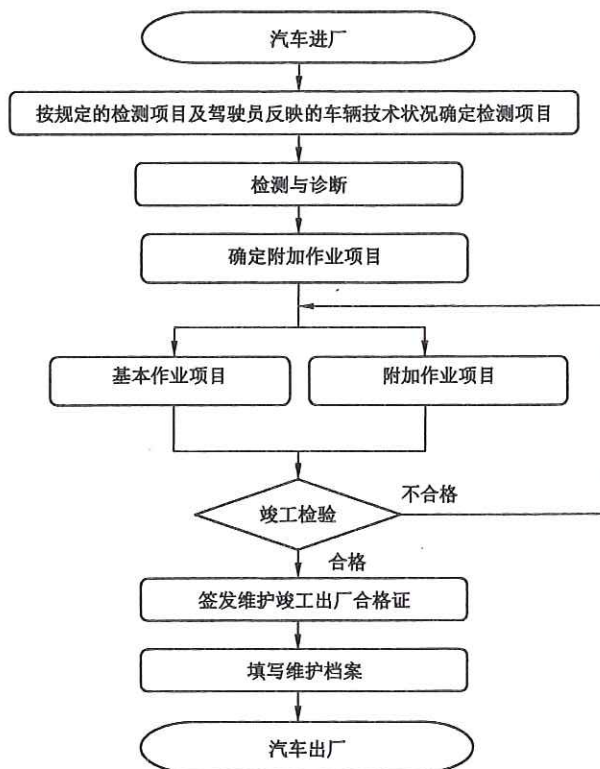 汽车进厂
按规定的检测项目及驾驶员反映的车辆技术状况确定检测项目
检测与诊断
确定附加作业项目
基本作业项目
附加作业项目
不合格
竣工检验
合格
签发维护竣工出厂合格证
填写维护档案
汽车出厂